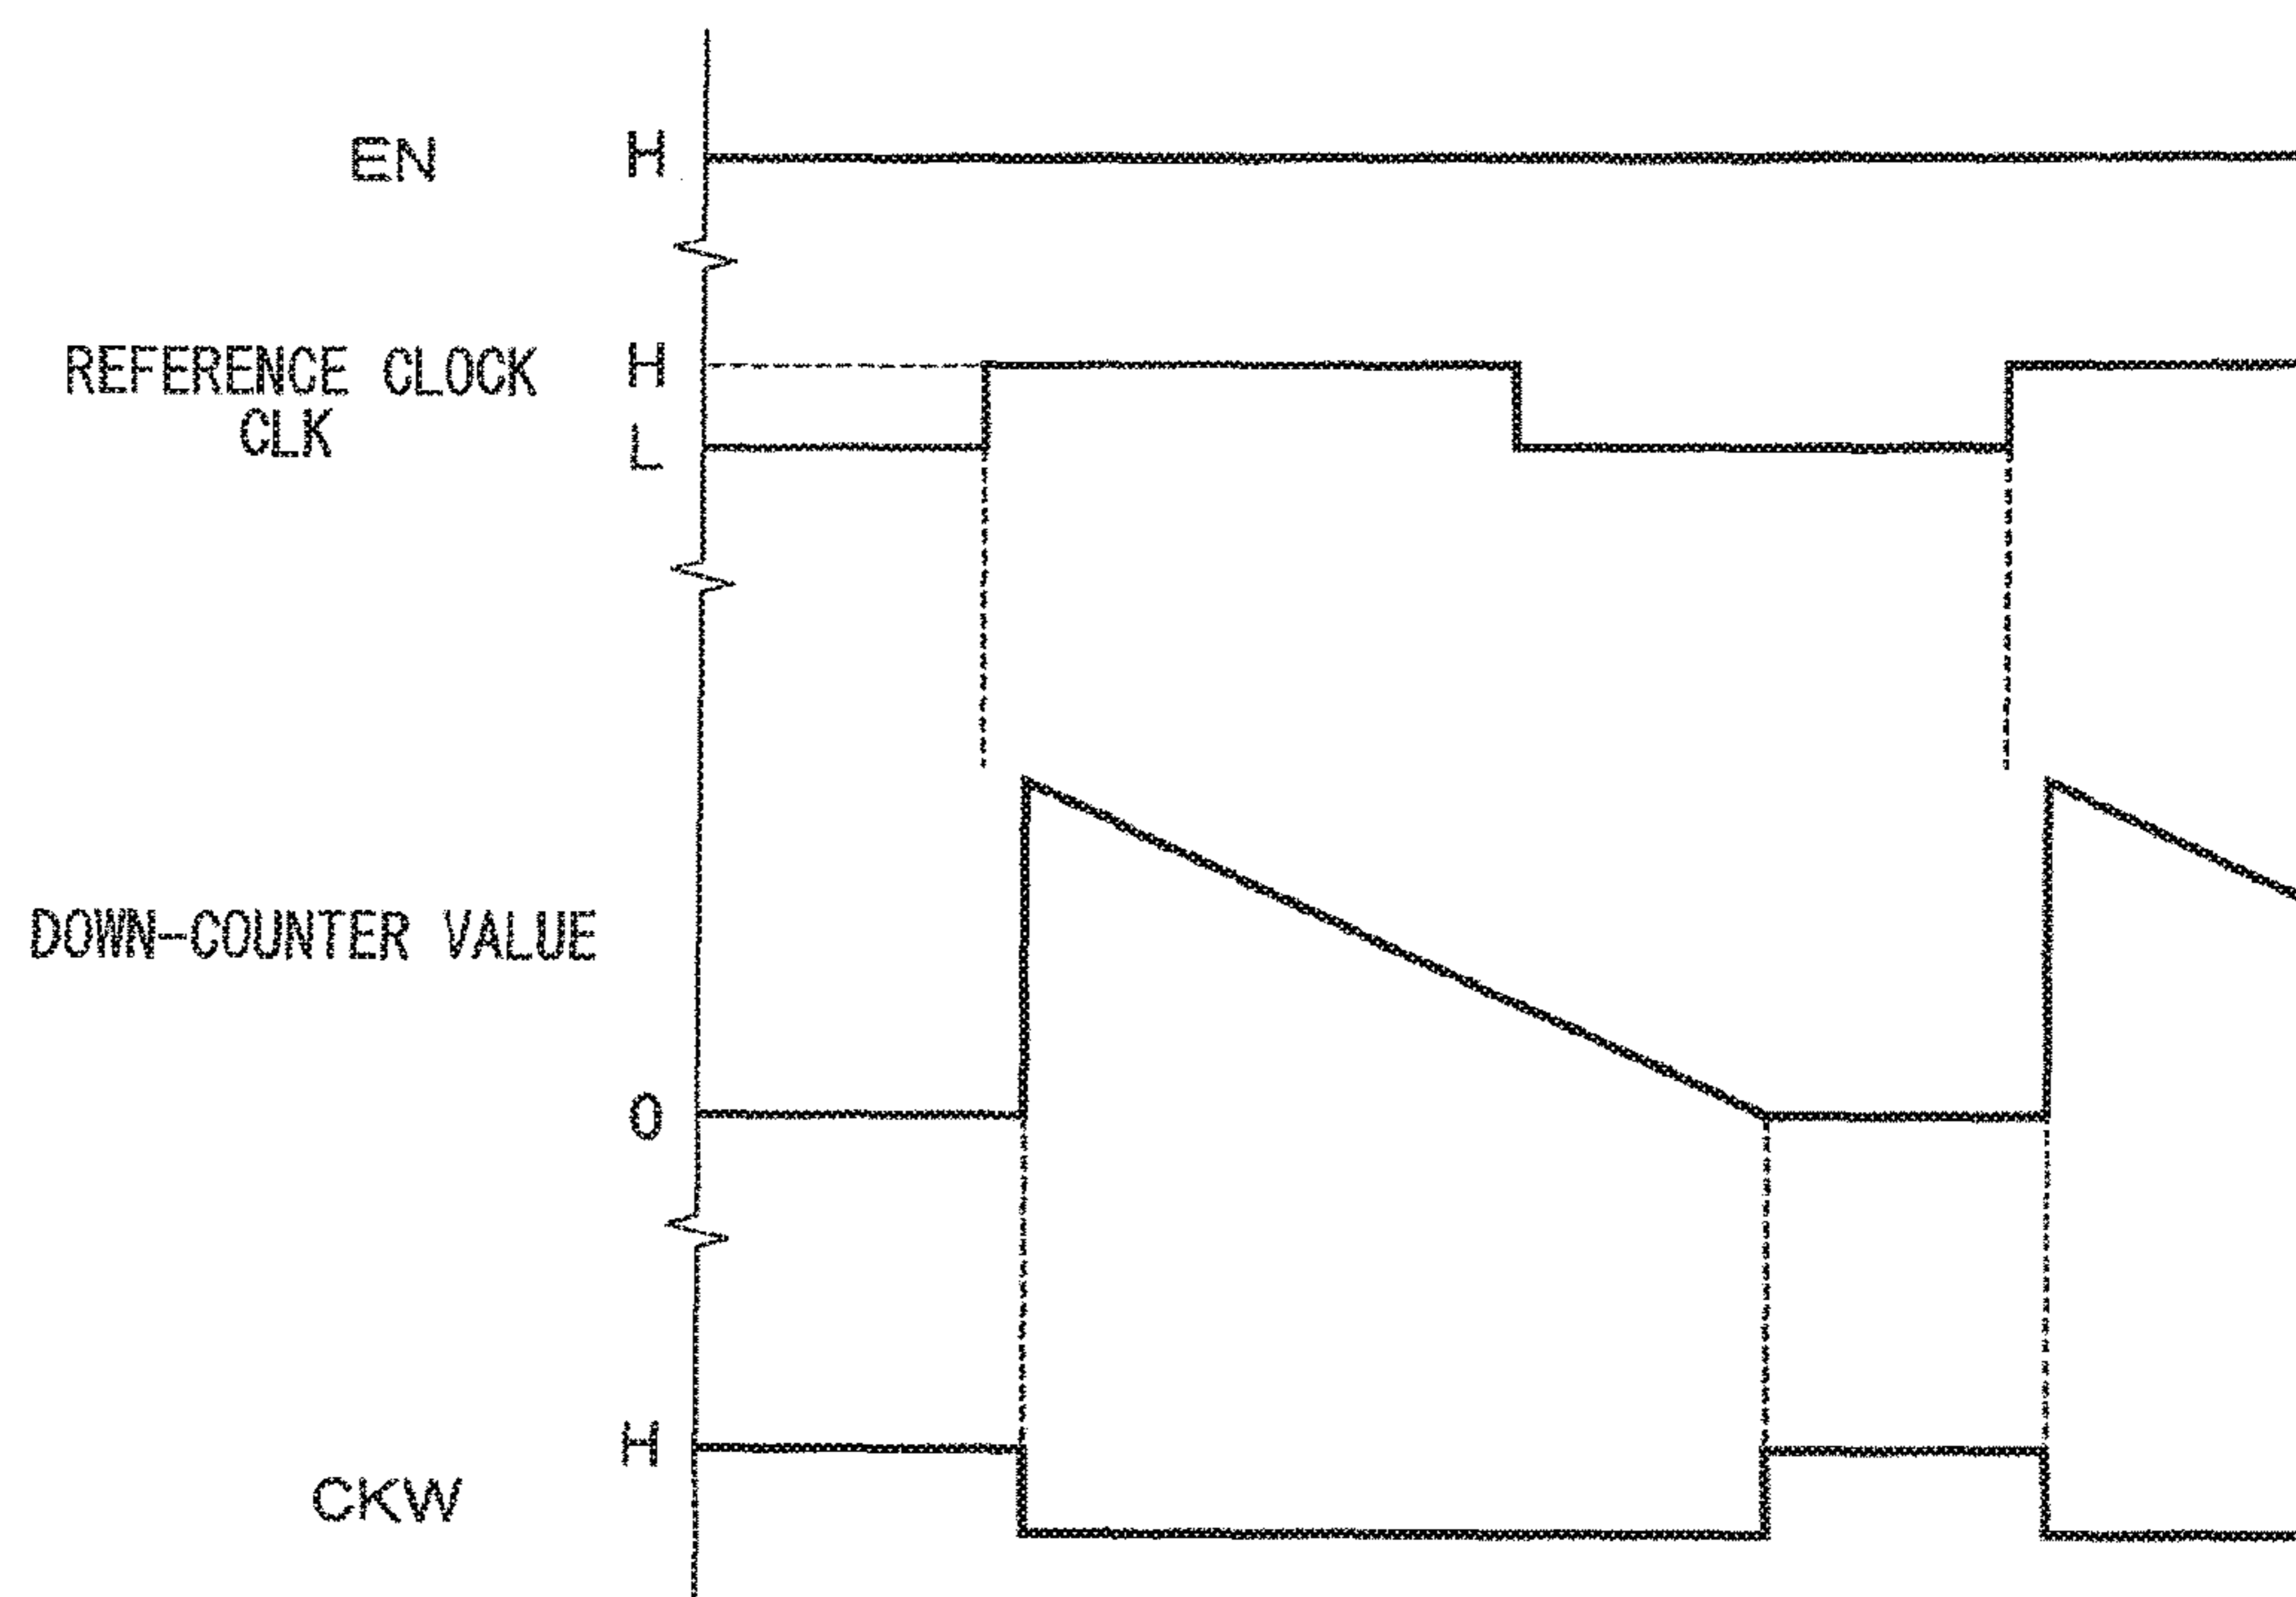 EN H
REFERENCE CLOCK H
CLK L
DOWN-COUNTER VALUE
0
H
CKW